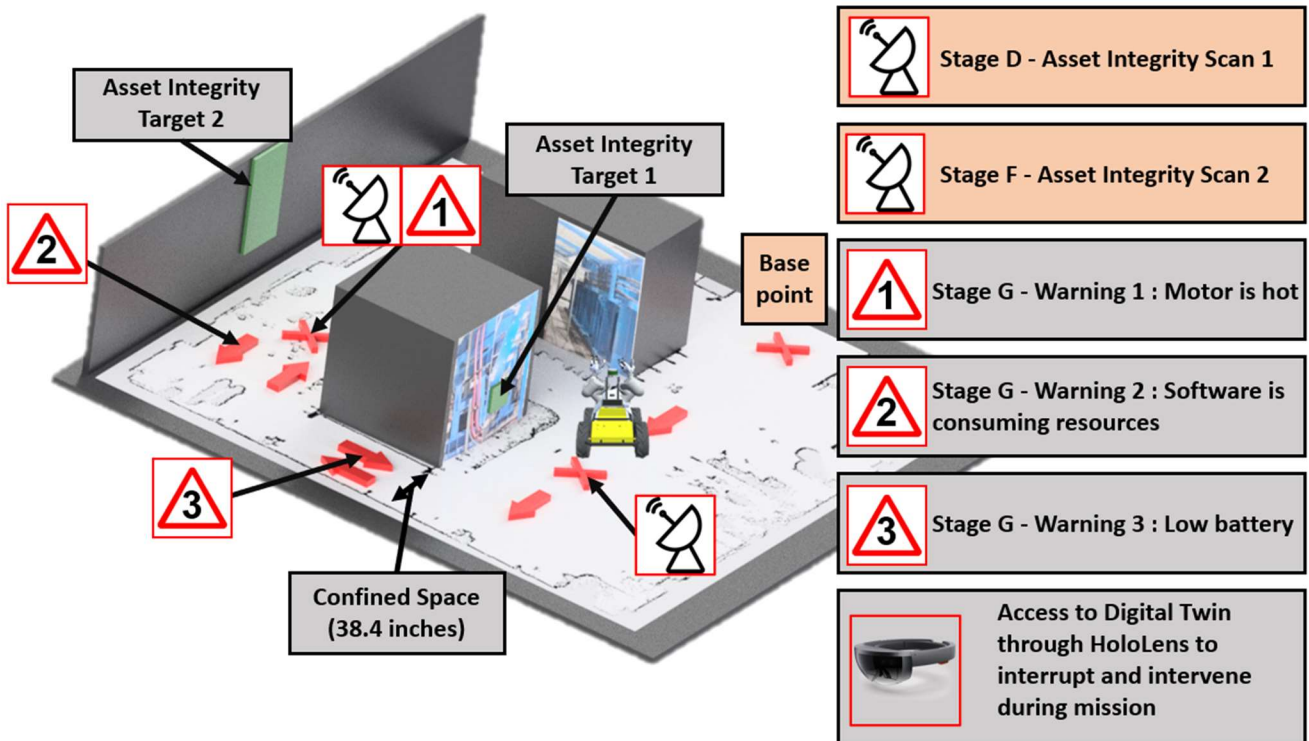 Asset Integrity
Target 2
Asset Integrity
Target 1
1
2
Base
point
3
Confined Space
(38.4 inches)
Stage D - Asset Integrity Scan 1
Stage F - Asset Integrity Scan 2
1
Stage G - Warning 1 : Motor is hot
2
Stage G - Warning 2 : Software is
consuming resources
3
Stage G - Warning 3 : Low battery
Access to Digital Twin
through HoloLens to
interrupt and intervene
during mission